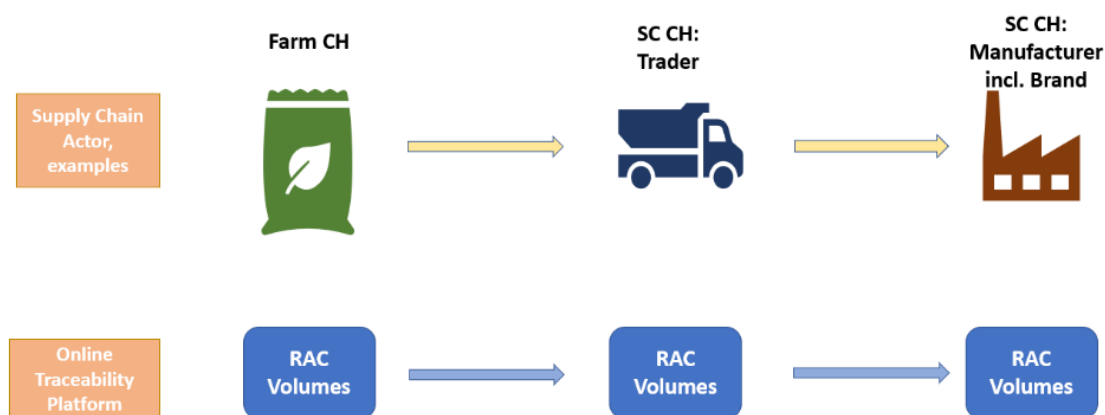 Farm CH
SC CH:
Trader
SC CH:
Manufacturer
incl. Brand
Supply Chain
Actor,
examples
Online
Traceability
Platform
RAC
Volumes
RAC
Volumes
RAC
Volumes